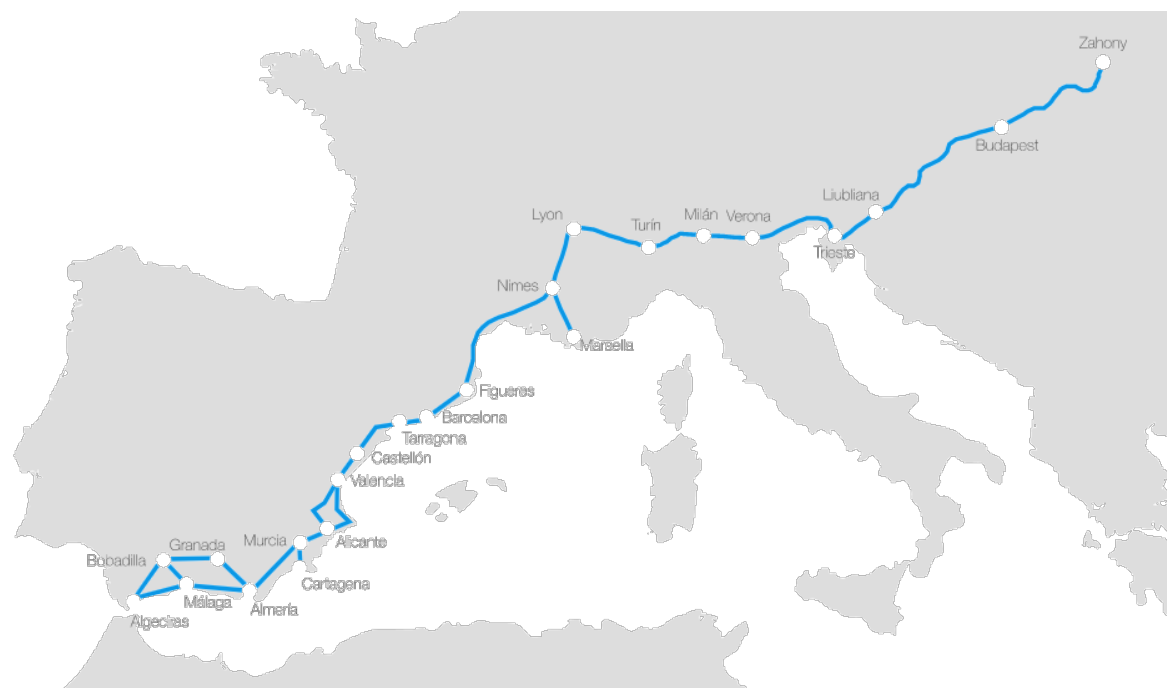 Zahony
Budapest
Liubliana
Lyon
Turín
Milán
Verona
Trieste
Nimes
Marsella
Figueres
Barcelona
Tarragona
Castellón
Valencia
Murcia
Alicante
Granada
Bobadilla
Cartagena
Málaga
Almería
Algeciras